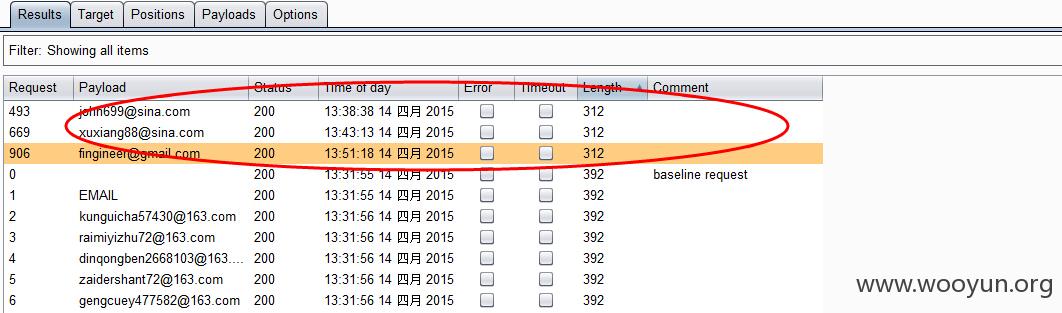 Results Target Positions Payloads Options
Filter: Showing all items
Request Payload Status Time of day Error Timeout Length Comment
493 john699@sina.com 200 13:38:38 14 四月 2015 312
669 xuxiang88@sina.com 200 13:43:13 14 四月 2015 312
906 fingineer@gmail.com 200 13:51:18 14 四月 2015 312
0 200 13:31:55 14 四月 2015 392 baseline request
1 EMAIL 200 13:31:56 14 四月 2015 392
2 kunguicha57430@163.com 200 13:31:56 14 四月 2015 392
3 raimiyizhu72@163.com 200 13:31:56 14 四月 2015 392
4 dinqongben2668103@163.... 200 13:31:56 14 四月 2015 392
5 zaidershant72@163.com 200 13:31:56 14 四月 2015 392
6 gengcuey477582@163.com 200 13:31:56 14 四月 2015 392
www.wooyun.org